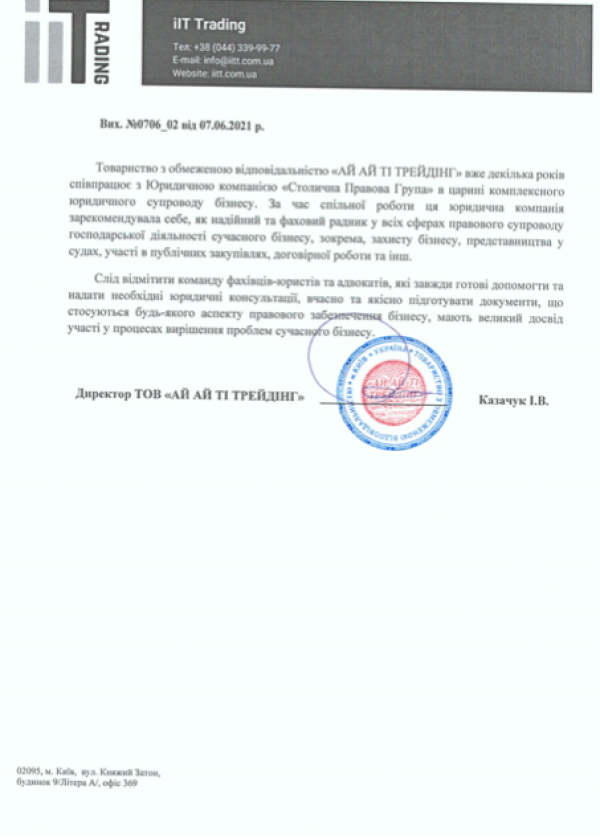 iiT
TRADING
iIT Trading
Тел: +38 (044) 339-99-77
E-mail: info@iitt.com.ua
Website: iitt.com.ua
Вих. №0706_02 від 07.06.2021 р.
Товариство з обмеженою відповідальністю «АЙ АЙ ТІ ТРЕЙДІНГ» вже декілька років
співпрацює з Юридичною компанією «Столична Правова Група» в царині комплексного
юридичного супроводу бізнесу. За час спільної роботи ця юридична компанія
зарекомендувала себе, як надійний та фаховий радник у всіх сферах правового супроводу
господарської діяльності сучасного бізнесу, зокрема, захисту бізнесу, представництва у
судах, участі в публічних закупівлях, договірної роботи та інш.
Слід відмітити команду фахівців-юристів та адвокатів, які завжди готові допомогти та
надати необхідні юридичні консультації, вчасно та якісно підготувати документи, що
стосуються будь-якого аспекту правового забезпечення бізнесу, мають великий досвід
участі у процесах вирішення проблем сучасного бізнесу.
Директор ТОВ «АЙ АЙ ТІ ТРЕЙДІНГ»
Казачук І.В.
м.КИЇВ * УКРАЇНА * ТОВАРИСТВО З ОБМЕЖЕНОЮ ВІДПОВІДАЛЬНІСТЮ
«АЙ АЙ ТІ
ТРЕЙДІНГ»
02095, м. Київ, вул. Княжий Затон,
будинок 9/Літера А/, офіс 369